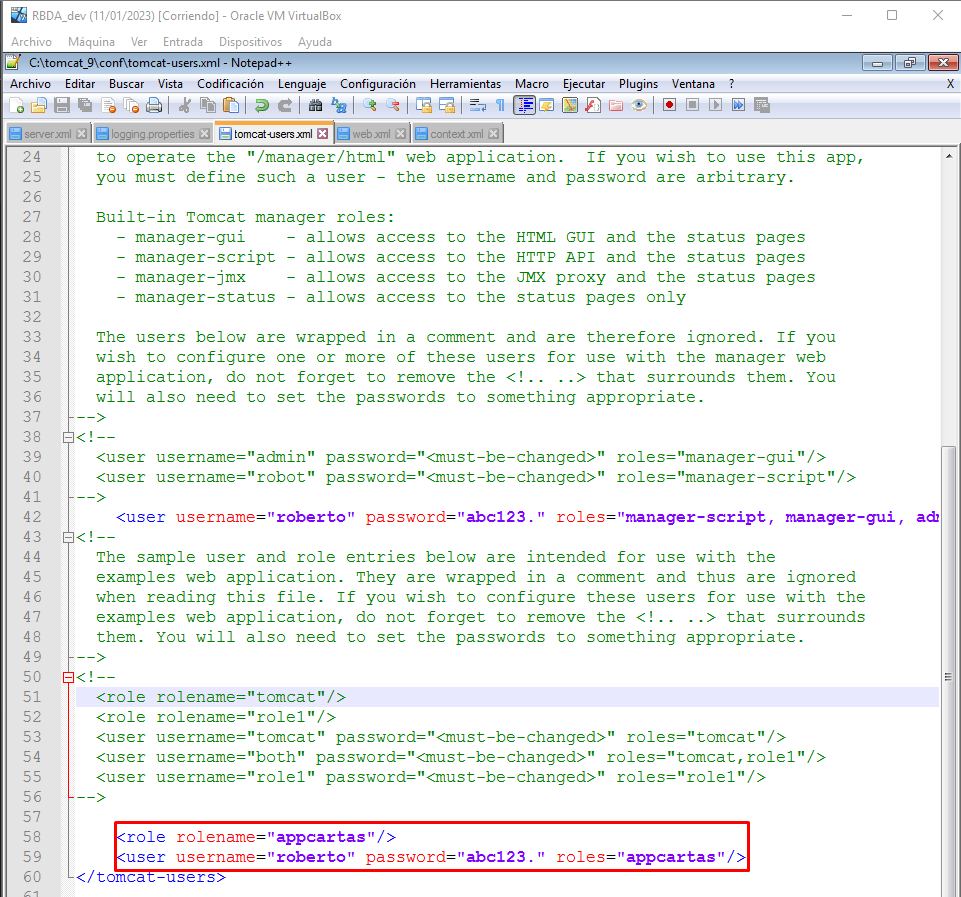 RBDA_dev (11/01/2023) [Corriendo] - Oracle VM VirtualBox
Archivo Máquina Ver Entrada Dispositivos Ayuda
C:\tomcat_9\conf\tomcat-users.xml - Notepad++
Archivo Editar Buscar Vista Codificación Lenguaje Configuración Herramientas Macro Ejecutar Plugins Ventana ? X
server.xml logging.properties tomcat-users.xml web.xml context.xml
24 to operate the "/manager/html" web application.  If you wish to use this app,
25 you must define such a user - the username and password are arbitrary.
26
27 Built-in Tomcat manager roles:
28 - manager-gui    - allows access to the HTML GUI and the status pages
29 - manager-script - allows access to the HTTP API and the status pages
30 - manager-jmx    - allows access to the JMX proxy and the status pages
31 - manager-status - allows access to the status pages only
32
33 The users below are wrapped in a comment and are therefore ignored. If you
34 wish to configure one or more of these users for use with the manager web
35 application, do not forget to remove the <!.. ..> that surrounds them. You
36 will also need to set the passwords to something appropriate.
37 -->
38 <!--
39 <user username="admin" password="<must-be-changed>" roles="manager-gui"/>
40 <user username="robot" password="<must-be-changed>" roles="manager-script"/>
41 -->
42 <user username="roberto" password="abc123." roles="manager-script, manager-gui, adm
43 <!--
44 The sample user and role entries below are intended for use with the
45 examples web application. They are wrapped in a comment and thus are ignored
46 when reading this file. If you wish to configure these users for use with the
47 examples web application, do not forget to remove the <!.. ..> that surrounds
48 them. You will also need to set the passwords to something appropriate.
49 -->
50 <!--
51 <role rolename="tomcat"/>
52 <role rolename="role1"/>
53 <user username="tomcat" password="<must-be-changed>" roles="tomcat"/>
54 <user username="both" password="<must-be-changed>" roles="tomcat,role1"/>
55 <user username="role1" password="<must-be-changed>" roles="role1"/>
56 -->
57
58 <role rolename="appcartas"/>
59 <user username="roberto" password="abc123." roles="appcartas"/>
60 </tomcat-users>
61